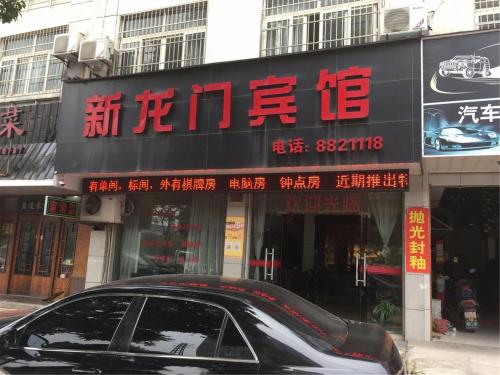 新龙门宾馆
电话: 8821118
有单间, 标间, 外有棋牌房 电脑房 钟点房 近期推出特
欢迎光临
菜
汽车
抛光封釉